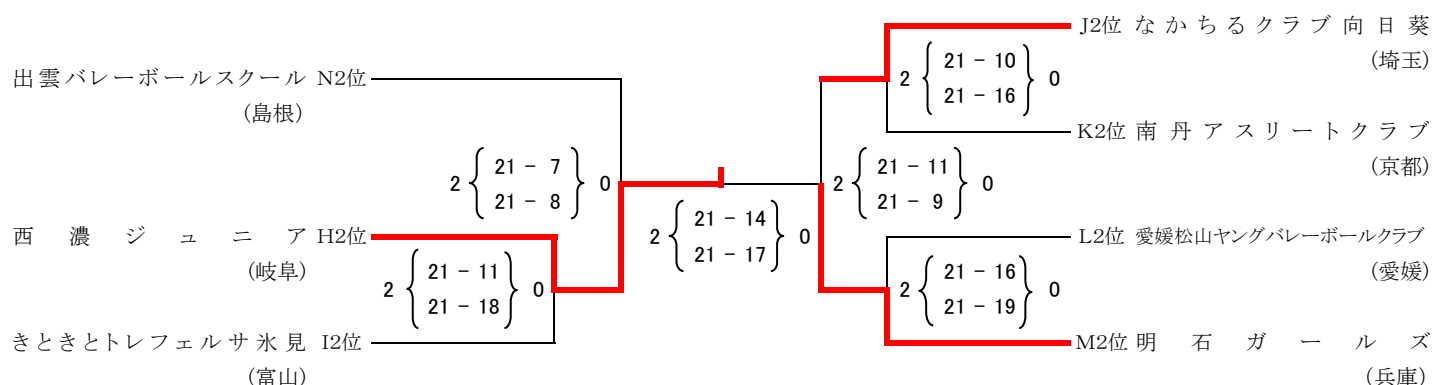 出雲バレーボールスクール N2位
(島根)
西濃ジュニア H2位
(岐阜)
きときとトレフェルサ氷見 I2位
(富山)
2 { 21 - 7 } 0
21 - 8
2 { 21 - 11 } 0
21 - 18
2 { 21 - 14 } 0
21 - 17
J2位 なかちるクラブ向日葵
(埼玉)
2 { 21 - 10 } 0
21 - 16
K2位 南丹アスリートクラブ
(京都)
2 { 21 - 11 } 0
21 - 9
L2位 愛媛松山ヤングバレーボールクラブ
(愛媛)
2 { 21 - 16 } 0
21 - 19
M2位 明石ガールズ
(兵庫)